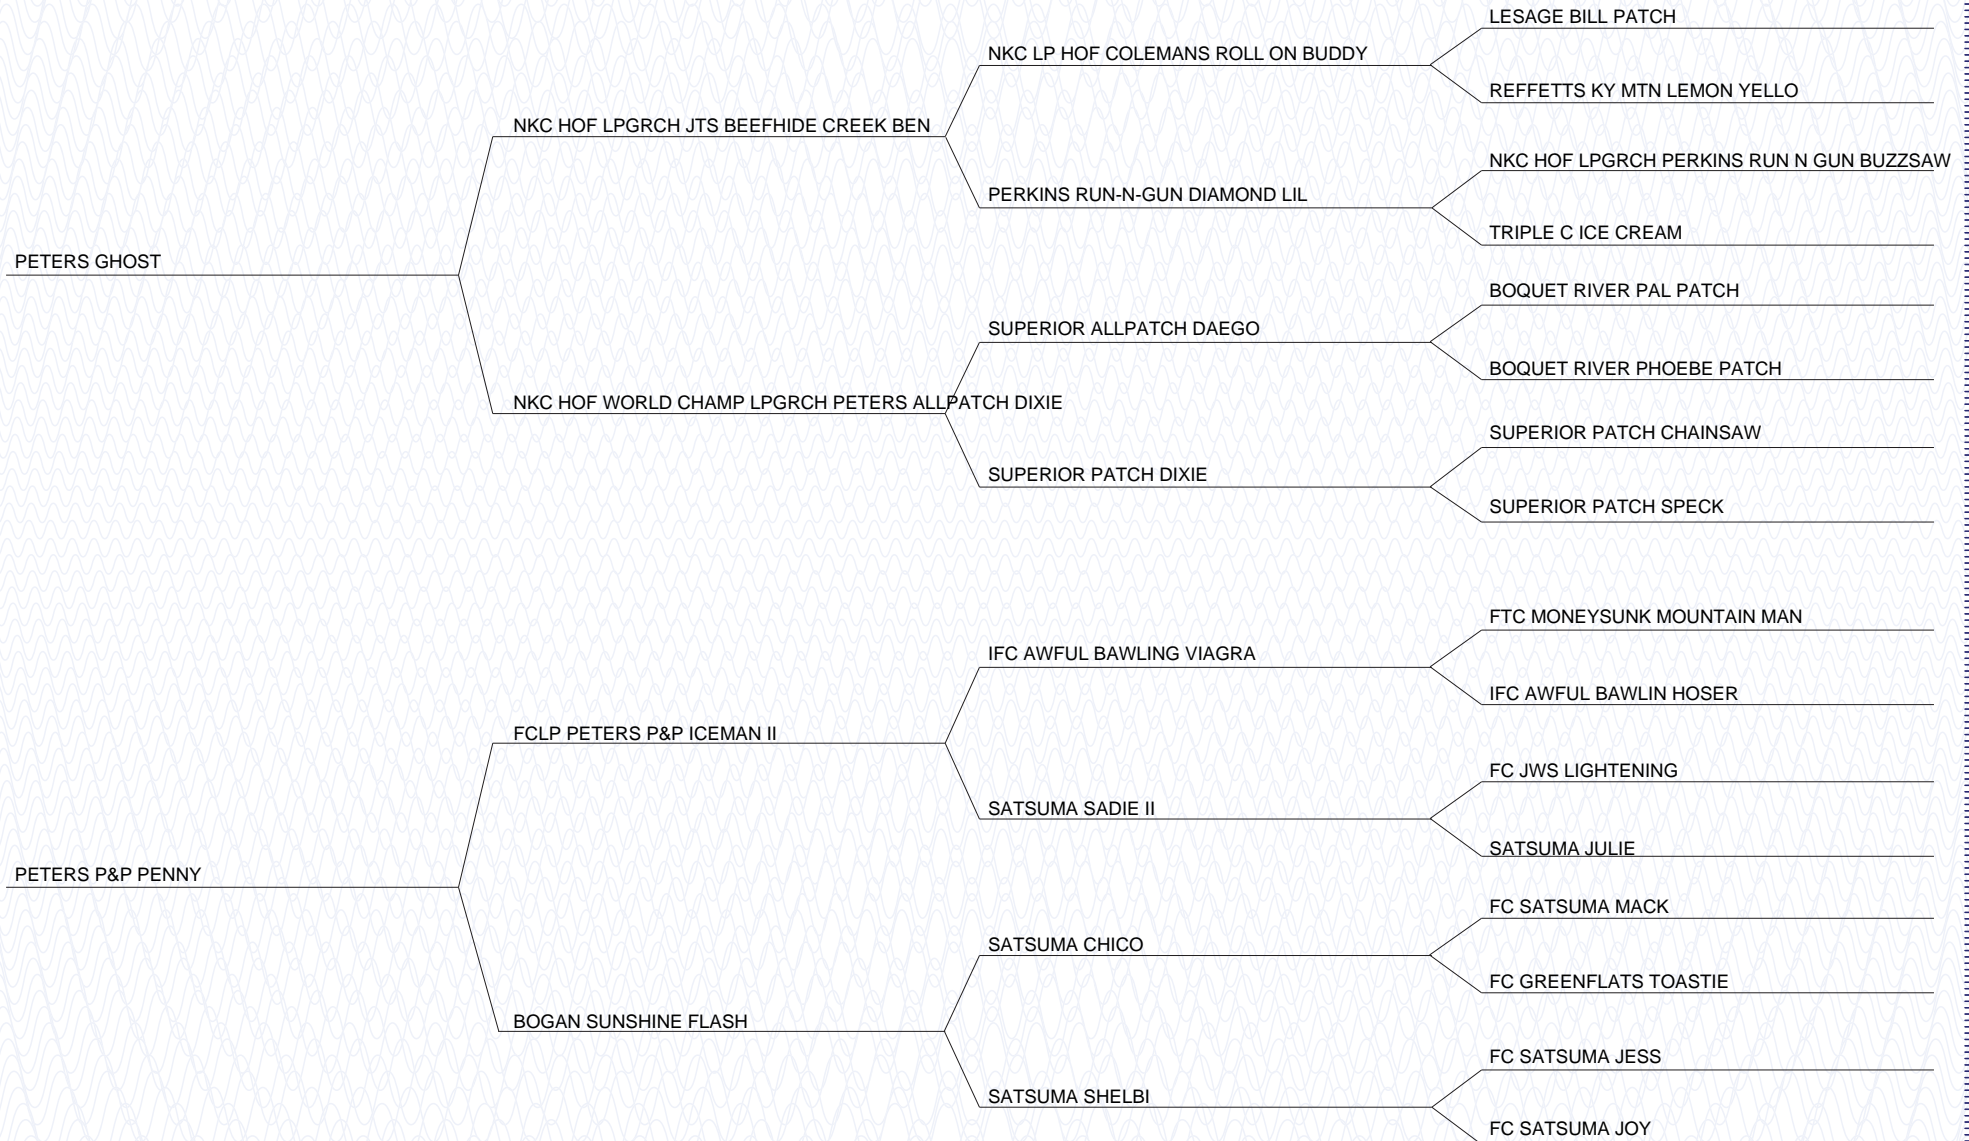 LESAGE BILL PATCH
NKC LP HOF COLEMANS ROLL ON BUDDY
REFFETTS KY MTN LEMON YELLO
NKC HOF LPGRCH JTS BEEFHIDE CREEK BEN
NKC HOF LPGRCH PERKINS RUN N GUN BUZZSAW
PERKINS RUN-N-GUN DIAMOND LIL
TRIPLE C ICE CREAM
PETERS GHOST
BOQUET RIVER PAL PATCH
SUPERIOR ALLPATCH DAEGO
BOQUET RIVER PHOEBE PATCH
NKC HOF WORLD CHAMP LPGRCH PETERS ALLPATCH DIXIE
SUPERIOR PATCH CHAINSAW
SUPERIOR PATCH DIXIE
SUPERIOR PATCH SPECK
FTC MONEYSUNK MOUNTAIN MAN
IFC AWFUL BAWLING VIAGRA
IFC AWFUL BAWLIN HOSER
FCLP PETERS P&P ICEMAN II
FC JWS LIGHTENING
SATSUMA SADIE II
SATSUMA JULIE
PETERS P&P PENNY
FC SATSUMA MACK
SATSUMA CHICO
FC GREENFLATS TOASTIE
BOGAN SUNSHINE FLASH
FC SATSUMA JESS
SATSUMA SHELBI
FC SATSUMA JOY